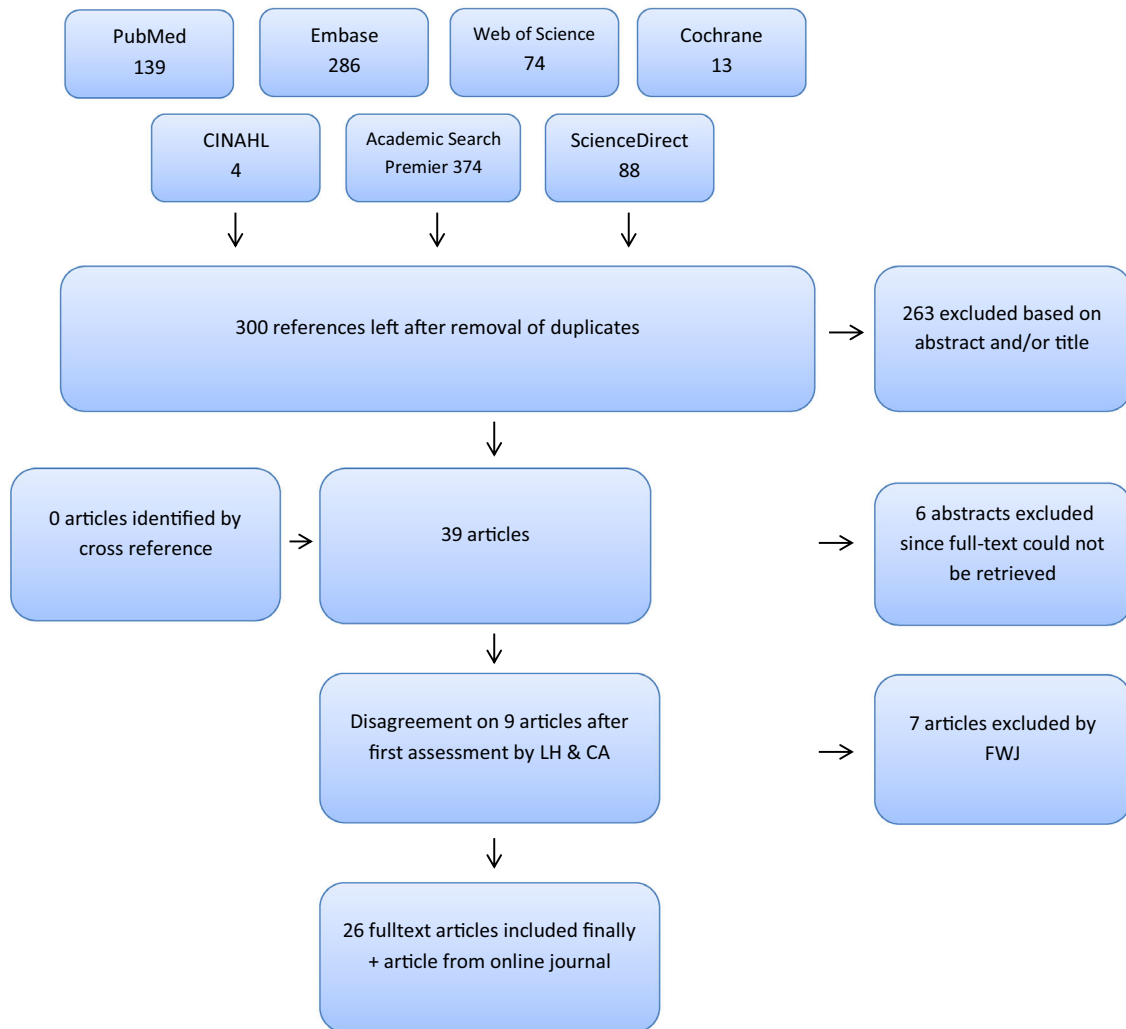 PubMed
139
Embase
286
Web of Science
74
Cochrane
13
CINAHL
4
Academic Search
Premier 374
ScienceDirect
88
300 references left after removal of duplicates
263 excluded based on
abstract and/or title
0 articles identified by
cross reference
39 articles
6 abstracts excluded
since full-text could not
be retrieved
Disagreement on 9 articles after
first assessment by LH & CA
7 articles excluded by
FWJ
26 fulltext articles included finally
+ article from online journal